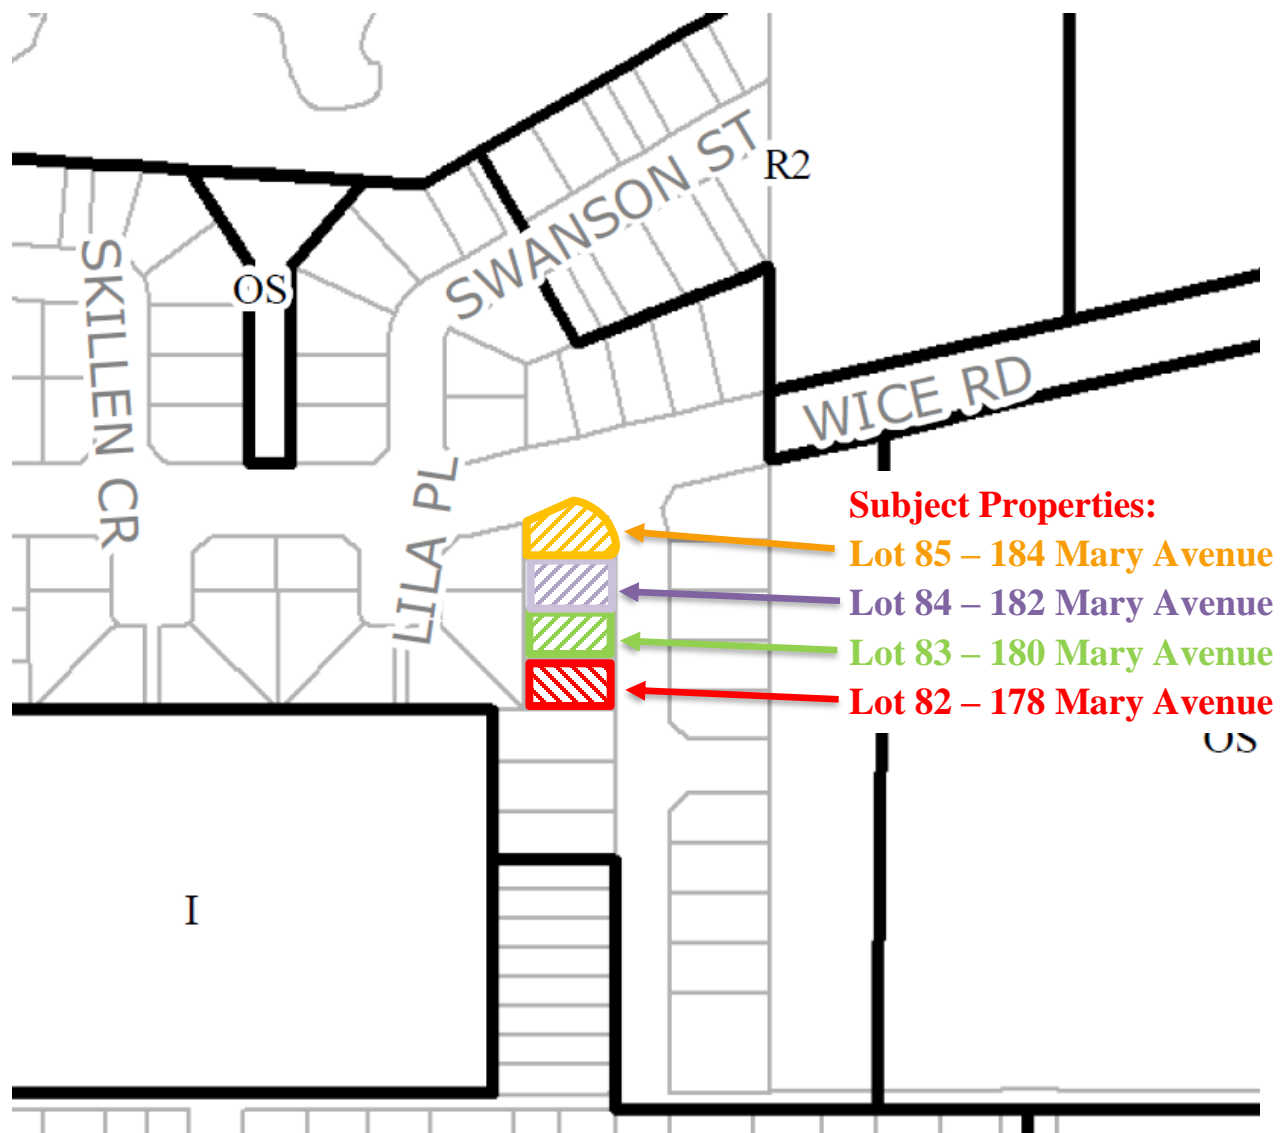 SWANSON ST
R2
SKILLEN CR
OS
WICE RD
LILA PL
Subject Properties:
Lot 85 – 184 Mary Avenue
Lot 84 – 182 Mary Avenue
Lot 83 – 180 Mary Avenue
Lot 82 – 178 Mary Avenue
OS
I